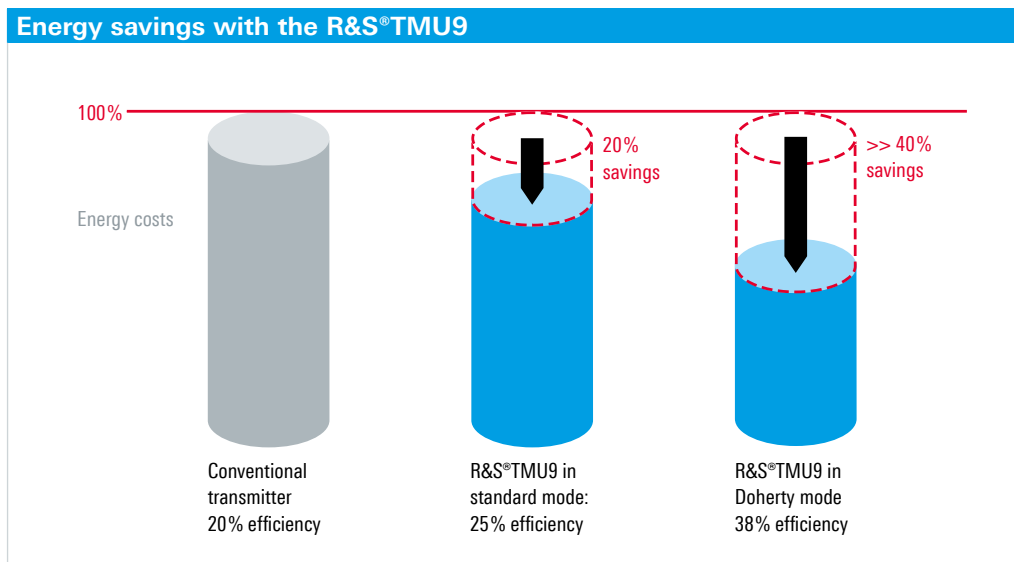 Energy savings with the R&S®TMU9
100%
20%
savings
>> 40%
savings
Energy costs
Conventional
transmitter
20% efficiency
R&S®TMU9 in
standard mode:
25% efficiency
R&S®TMU9 in
Doherty mode
38% efficiency